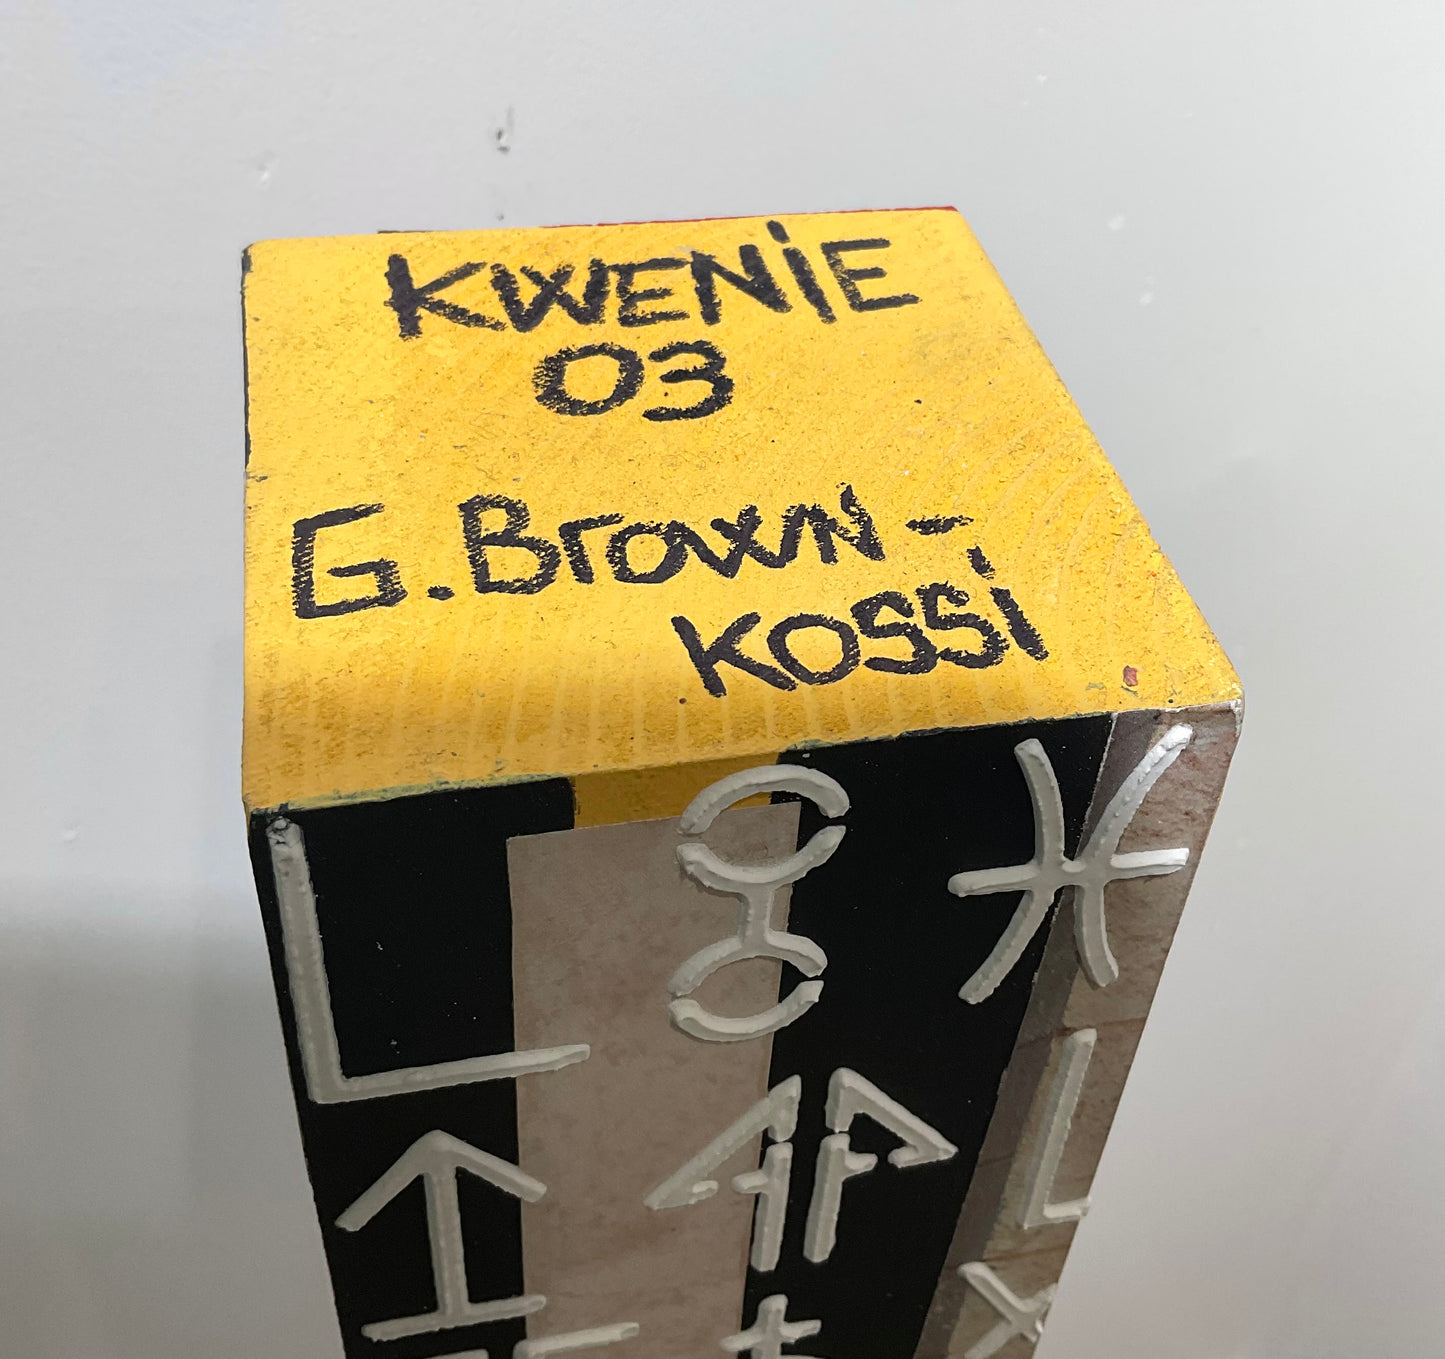 KWENIE
03
G. Brown-
KOSSi